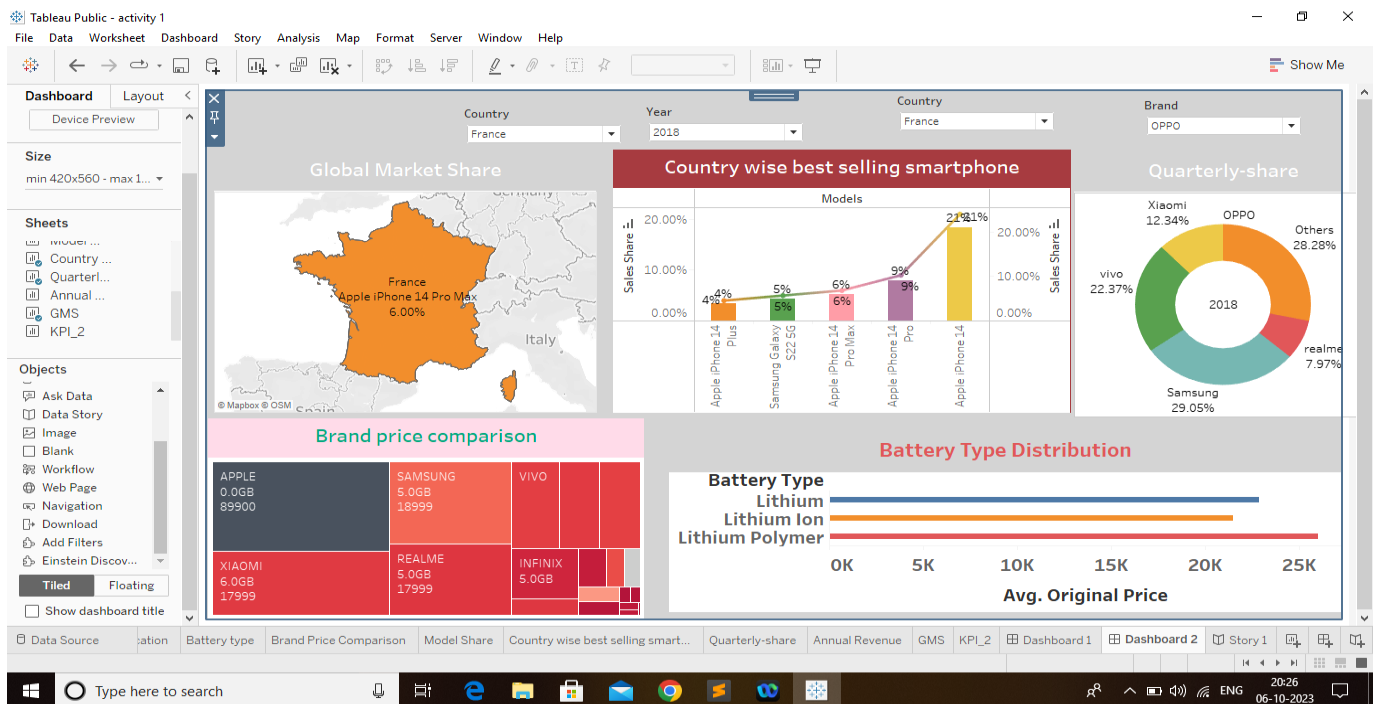 Tableau Public - activity 1
File Data Worksheet Dashboard Story Analysis Map Format Server Window Help
Show Me
Dashboard Layout
Device Preview
Size
min 420x560 - max 1...
Sheets
Country ...
Quarterl...
Annual ...
GMS
KPI_2
Objects
Ask Data
Data Story
Image
Blank
Workflow
Web Page
Navigation
Download
Add Filters
Einstein Discov...
Tiled Floating
Show dashboard title
Country
France
Year
2018
Country
France
Brand
OPPO
Global Market Share
Germany
France
Apple iPhone 14 Pro Max
6.00%
Italy
Spain
© Mapbox © OSM
Country wise best selling smartphone
Models
Sales Share
20.00%
10.00%
0.00%
4%
4%
5%
5%
6%
6%
9%
9%
21%
21%
20.00%
10.00%
0.00%
Sales Share
Apple iPhone 14 Plus
Samsung Galaxy S22 5G
Apple iPhone 14 Pro Max
Apple iPhone 14 Pro
Apple iPhone 14
Quarterly-share
Xiaomi
12.34%
OPPO
Others
28.28%
vivo
22.37%
2018
realme
7.97%
Samsung
29.05%
Brand price comparison
APPLE
0.0GB
89900
SAMSUNG
5.0GB
18999
VIVO
XIAOMI
6.0GB
17999
REALME
5.0GB
17999
INFINIX
5.0GB
Battery Type Distribution
Battery Type
Lithium
Lithium Ion
Lithium Polymer
0K 5K 10K 15K 20K 25K
Avg. Original Price
Data Source Battery type Brand Price Comparison Model Share Country wise best selling smart... Quarterly-share Annual Revenue GMS KPI_2 Dashboard 1 Dashboard 2 Story 1
Type here to search
ENG
20:26
06-10-2023